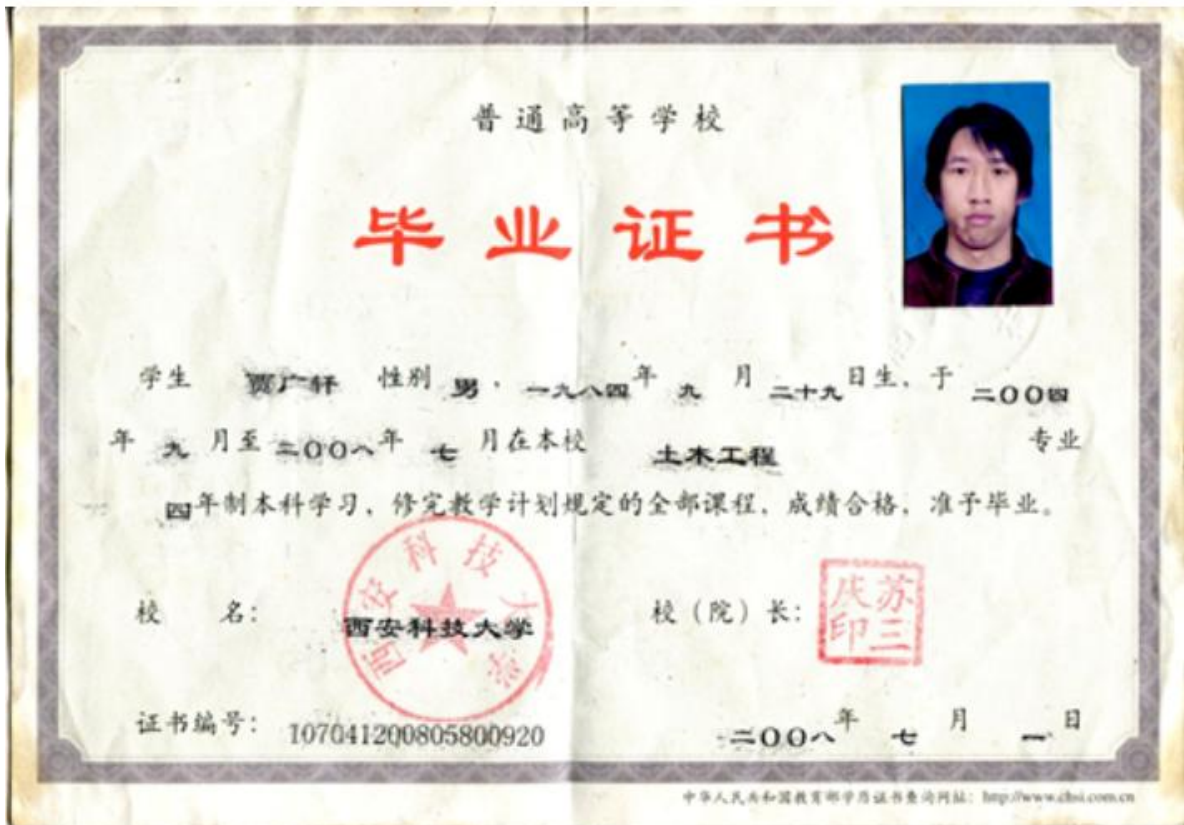 普通高等学校
毕业证书
学生 贾广轩 性别 男，一九八四年 九 月 二十九日生，于 二〇〇四
年 九 月至 二〇〇八年 七 月在本校 土木工程 专业
四年制本科学习，修完教学计划规定的全部课程，成绩合格，准予毕业。
校 名： 西安科技大学
西安科技大学
校（院）长：
苏三庆印
证书编号： 107041200805800920
二〇〇八年 七 月 一 日
中华人民共和国教育部学历证书查询网址： http://www.chsi.com.cn